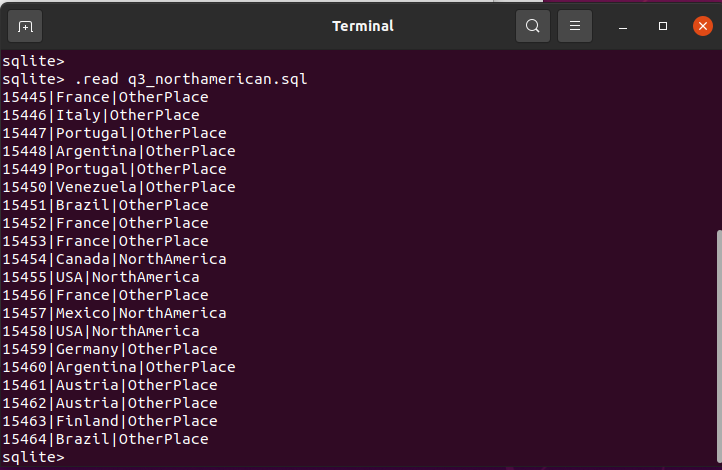 Terminal
sqlite>
sqlite> .read q3_northamerican.sql
15445|France|OtherPlace
15446|Italy|OtherPlace
15447|Portugal|OtherPlace
15448|Argentina|OtherPlace
15449|Portugal|OtherPlace
15450|Venezuela|OtherPlace
15451|Brazil|OtherPlace
15452|France|OtherPlace
15453|France|OtherPlace
15454|Canada|NorthAmerica
15455|USA|NorthAmerica
15456|France|OtherPlace
15457|Mexico|NorthAmerica
15458|USA|NorthAmerica
15459|Germany|OtherPlace
15460|Argentina|OtherPlace
15461|Austria|OtherPlace
15462|Austria|OtherPlace
15463|Finland|OtherPlace
15464|Brazil|OtherPlace
sqlite>